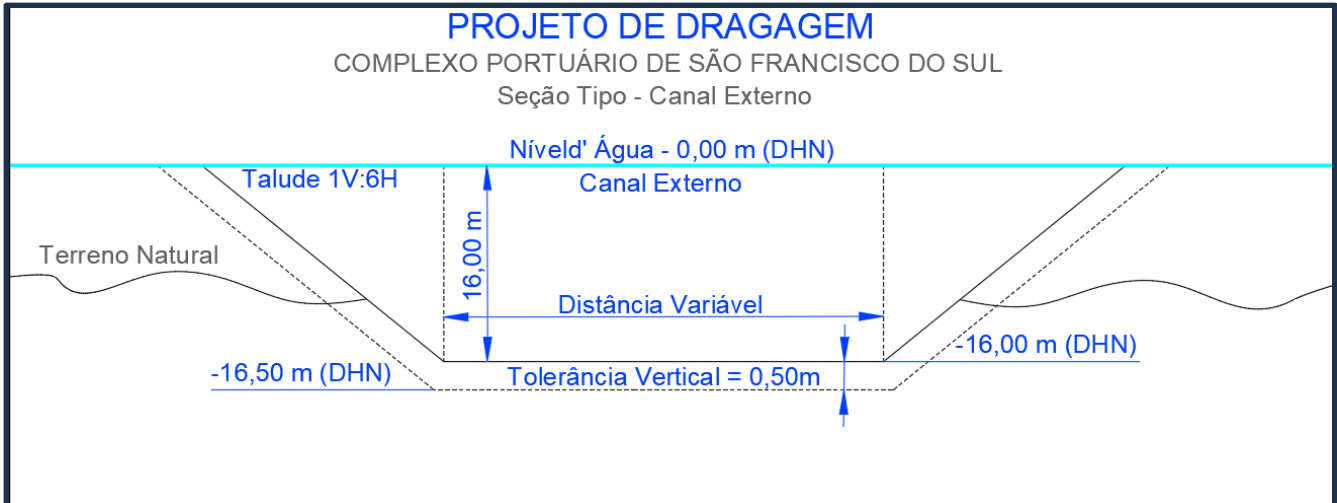 PROJETO DE DRAGAGEM
COMPLEXO PORTUÁRIO DE SÃO FRANCISCO DO SUL
Seção Tipo - Canal Externo
Níveld' Água - 0,00 m (DHN)
Talude 1V:6H
Canal Externo
16,00 m
Terreno Natural
Distância Variável
-16,00 m (DHN)
-16,50 m (DHN)
Tolerância Vertical = 0,50m